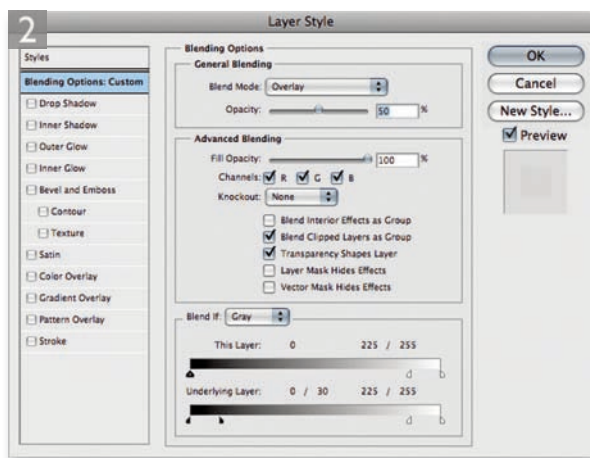 2
Layer Style
Styles
Blending Options: Custom
Drop Shadow
Inner Shadow
Outer Glow
Inner Glow
Bevel and Emboss
Contour
Texture
Satin
Color Overlay
Gradient Overlay
Pattern Overlay
Stroke
Blending Options
General Blending
Blend Mode: Overlay
Opacity: 50 %
Advanced Blending
Fill Opacity: 100 %
Channels: R G B
Knockout: None
Blend Interior Effects as Group
Blend Clipped Layers as Group
Transparency Shapes Layer
Layer Mask Hides Effects
Vector Mask Hides Effects
Blend If: Gray
This Layer: 0 225 / 255
Underlying Layer: 0 / 30 225 / 255
OK
Cancel
New Style...
Preview